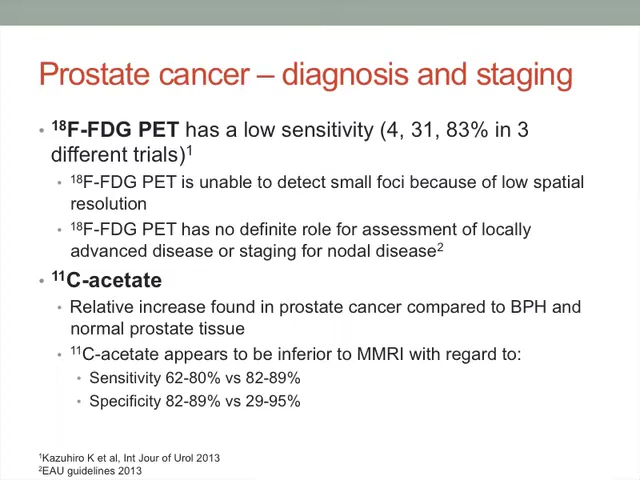 Prostate cancer – diagnosis and staging
• ¹⁸F-FDG PET has a low sensitivity (4, 31, 83% in 3
different trials)¹
• ¹⁸F-FDG PET is unable to detect small foci because of low spatial
resolution
• ¹⁸F-FDG PET has no definite role for assessment of locally
advanced disease or staging for nodal disease²
• ¹¹C-acetate
• Relative increase found in prostate cancer compared to BPH and
normal prostate tissue
• ¹¹C-acetate appears to be inferior to MMRI with regard to:
• Sensitivity 62-80% vs 82-89%
• Specificity 82-89% vs 29-95%
¹Kazuhiro K et al, Int Jour of Urol 2013
²EAU guidelines 2013